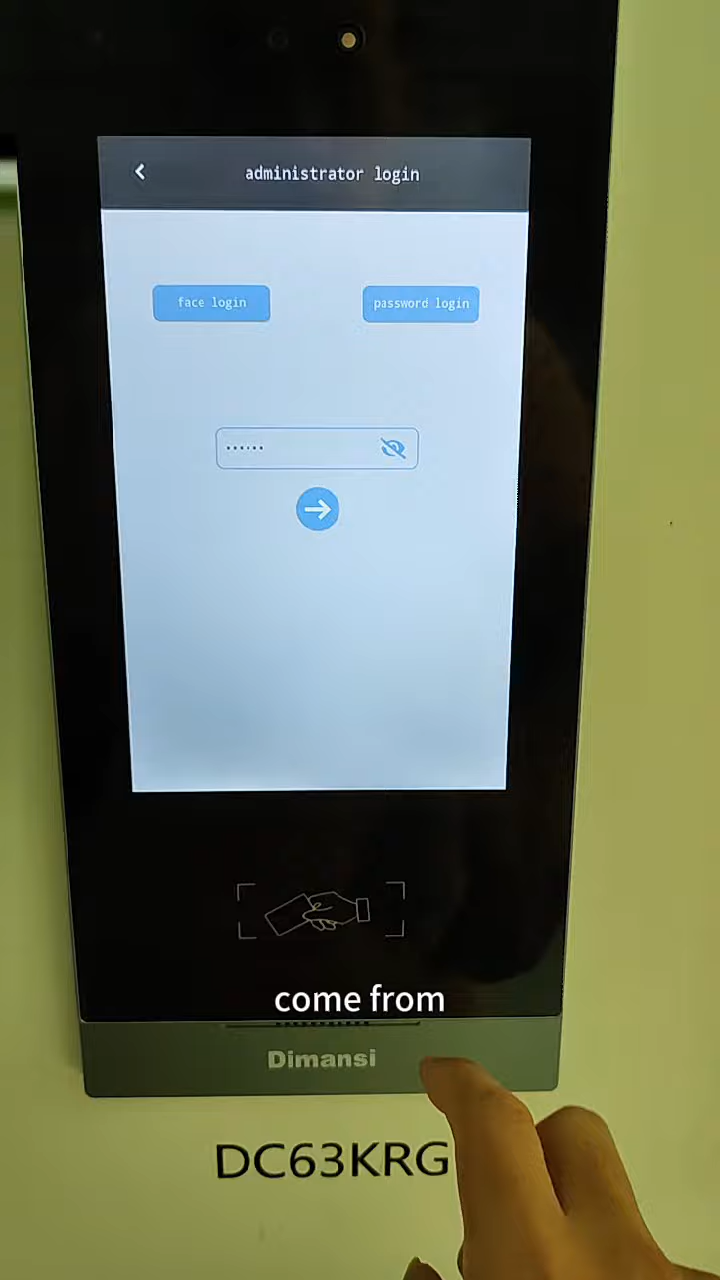 administrator login
face login
password login
••••••
come from
Dimansi
DC63KRG